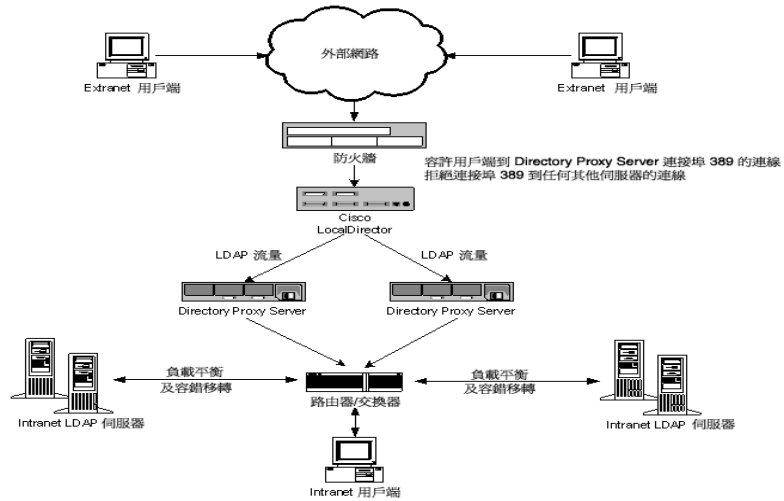 外部網路
Extranet 用戶端
Extranet 用戶端
防火牆
容許用戶端到 Directory Proxy Server 連接埠 389 的連線
拒絕連接埠 389 到任何其他伺服器的連線
Cisco
LocalDirector
LDAP 流量
LDAP 流量
Directory Proxy Server
Directory Proxy Server
負載平衡
及容錯移轉
負載平衡
及容錯移轉
路由器/交換器
Intranet LDAP 伺服器
Intranet LDAP 伺服器
Intranet 用戶端